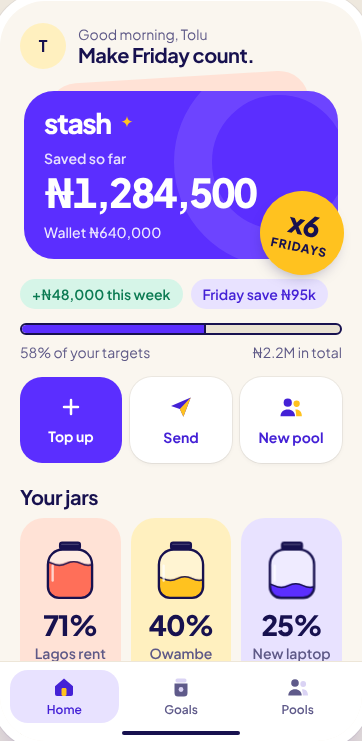 T
Good morning, Tolu
Make Friday count.
stash
Saved so far
₦1,284,500
Wallet ₦640,000
x6
FRIDAYS
+₦48,000 this week
Friday save ₦95k
58% of your targets
₦2.2M in total
Top up
Send
New pool
Your jars
71%
40%
25%
Lagos rent
Owambe
New laptop
Home
Goals
Pools